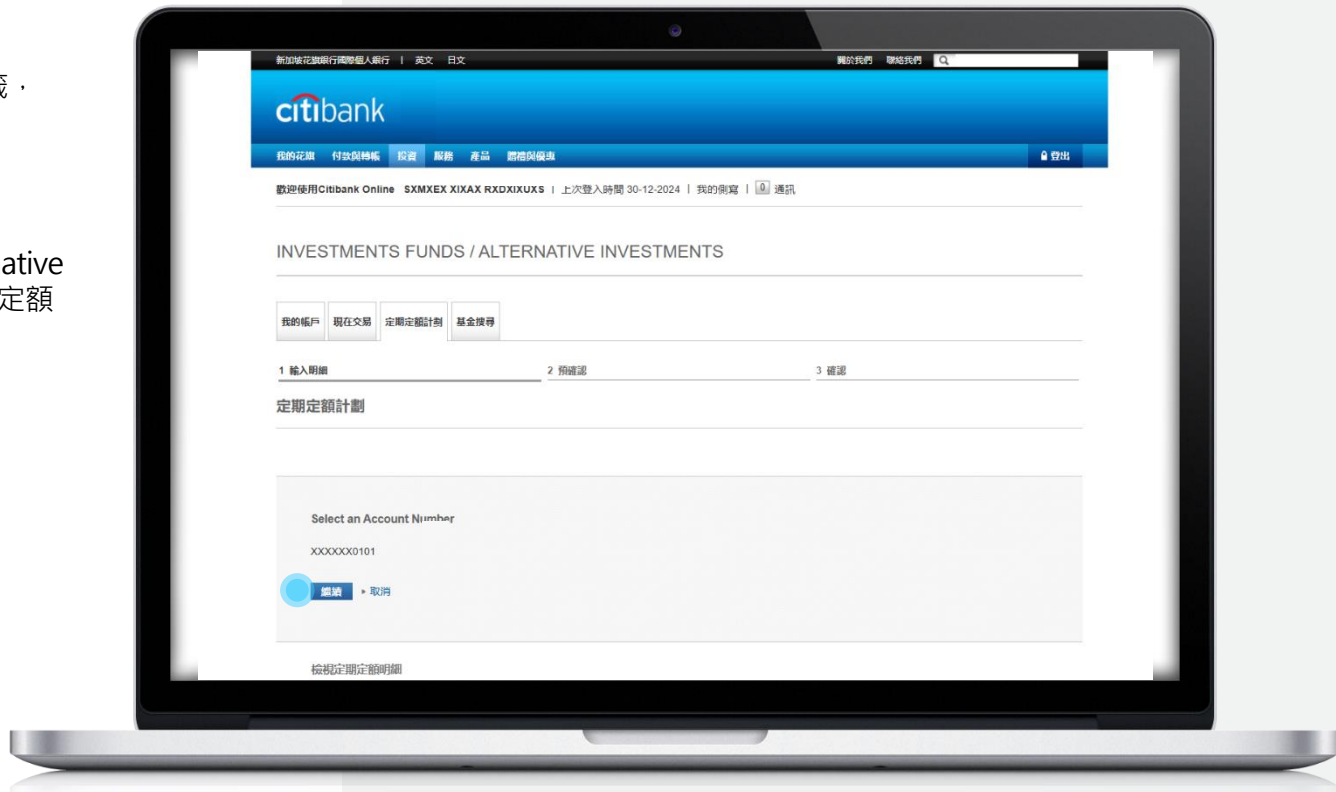 籤，
ative
定額
新加坡花旗銀行國際個人銀行 | 英文 日文 關於我們 聯絡我們
citibank
我的花旗 付款與轉帳 投資 服務 產品 贈禮與優惠 登出
歡迎使用Citibank Online SXMXEX XIXAX RXDXIXUXS | 上次登入時間 30-12-2024 | 我的側寫 | 0 通訊
INVESTMENTS FUNDS / ALTERNATIVE INVESTMENTS
我的帳戶 現在交易 定期定額計劃 基金搜尋
1 輸入明細 2 預確認 3 確認
定期定額計劃
Select an Account Number
XXXXXX0101
繼續 取消
檢視定期定額明細